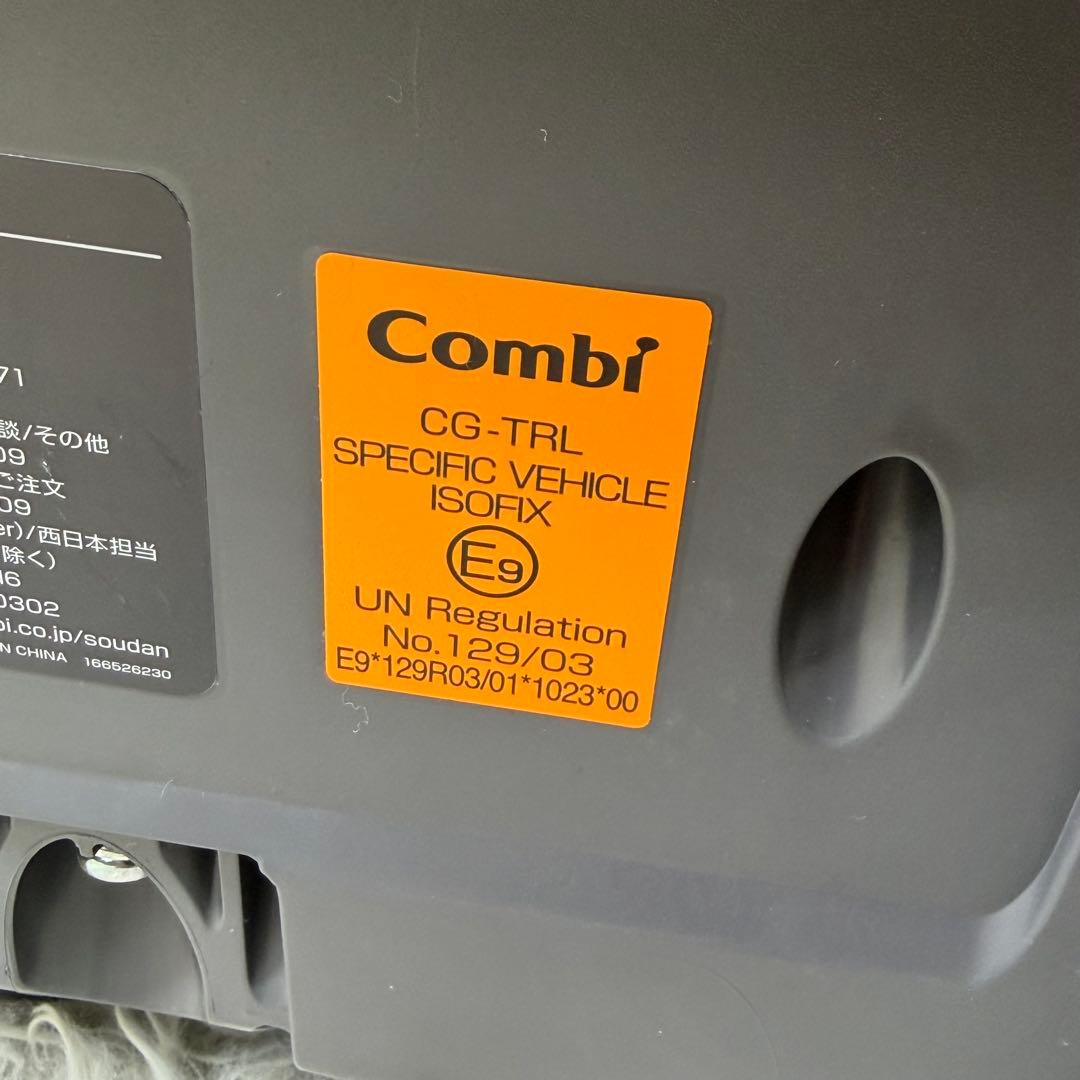 71
談/その他
09
ご注文
09
er)/西日本担当
除く)
16
0302
bi.co.jp/soudan
N CHINA 166526230
Combi
CG-TRL
SPECIFIC VEHICLE
ISOFIX
E9
UN Regulation
No.129/03
E9*129R03/01*1023*00